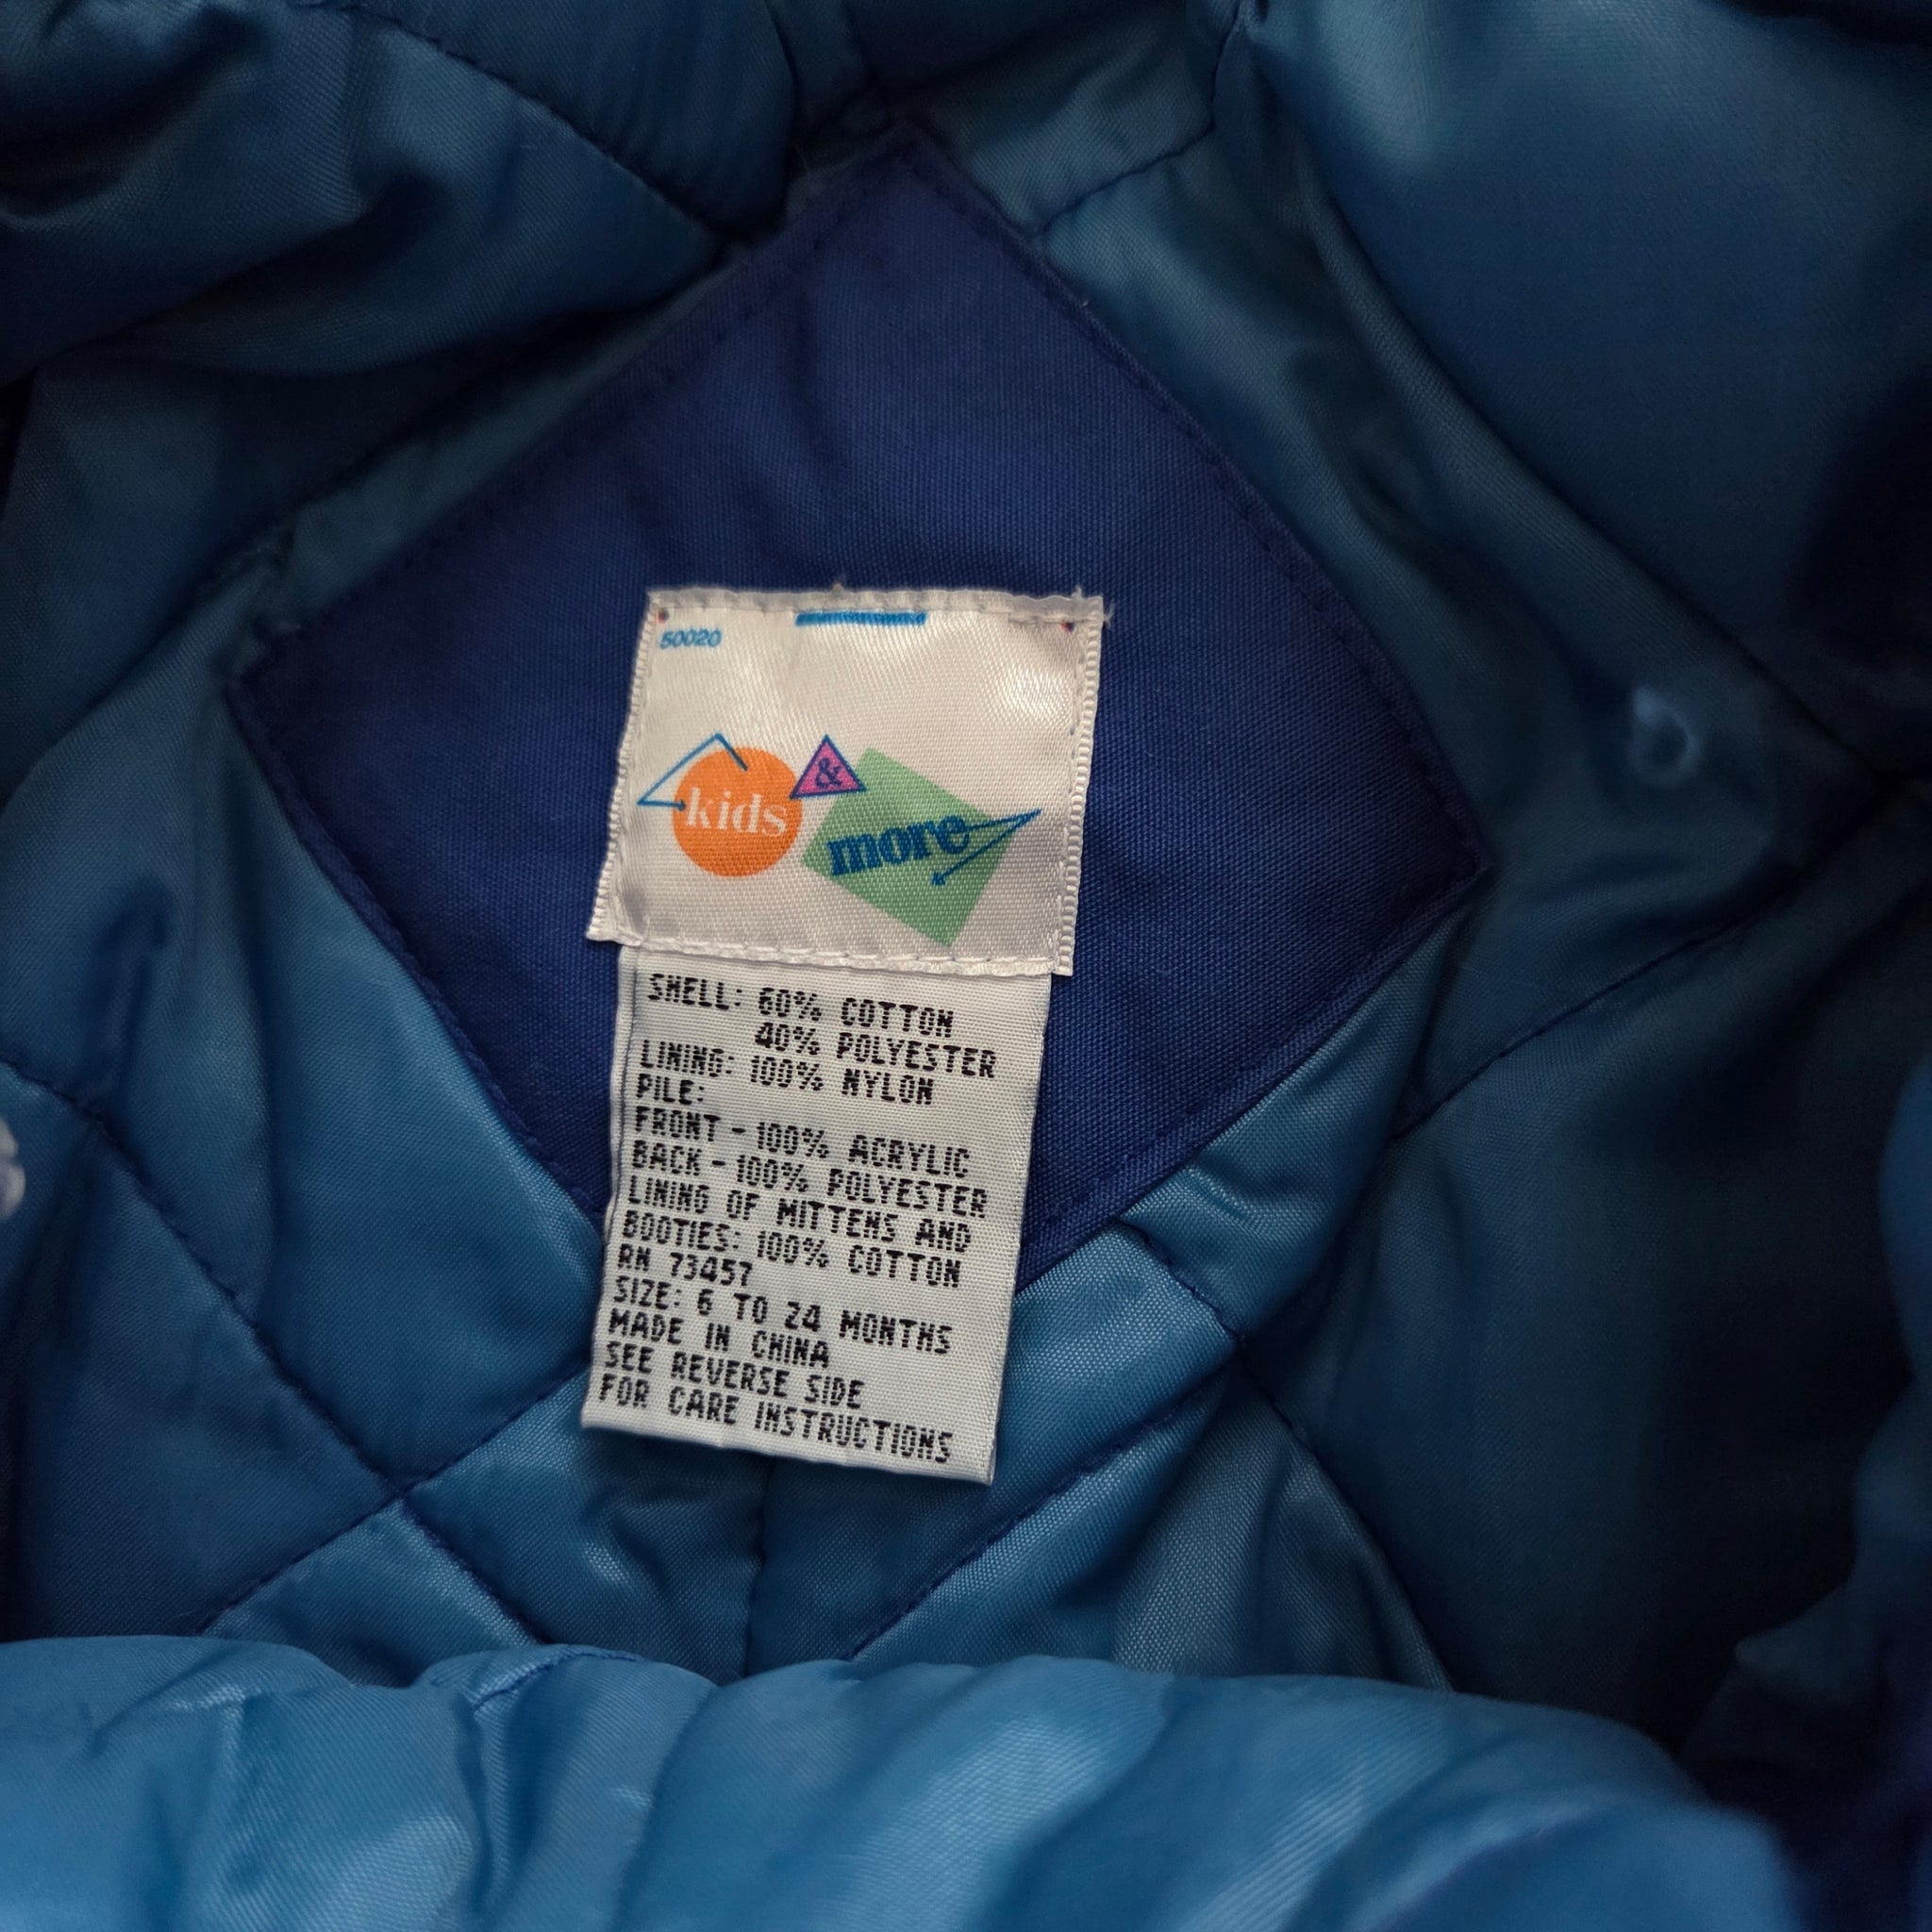 50020
kids & more
SHELL: 60% COTTON
40% POLYESTER
LINING: 100% NYLON
PILE:
FRONT - 100% ACRYLIC
BACK - 100% POLYESTER
LINING OF MITTENS AND
BOOTIES: 100% COTTON
RN 73457
SIZE: 6 TO 24 MONTHS
MADE IN CHINA
SEE REVERSE SIDE
FOR CARE INSTRUCTIONS